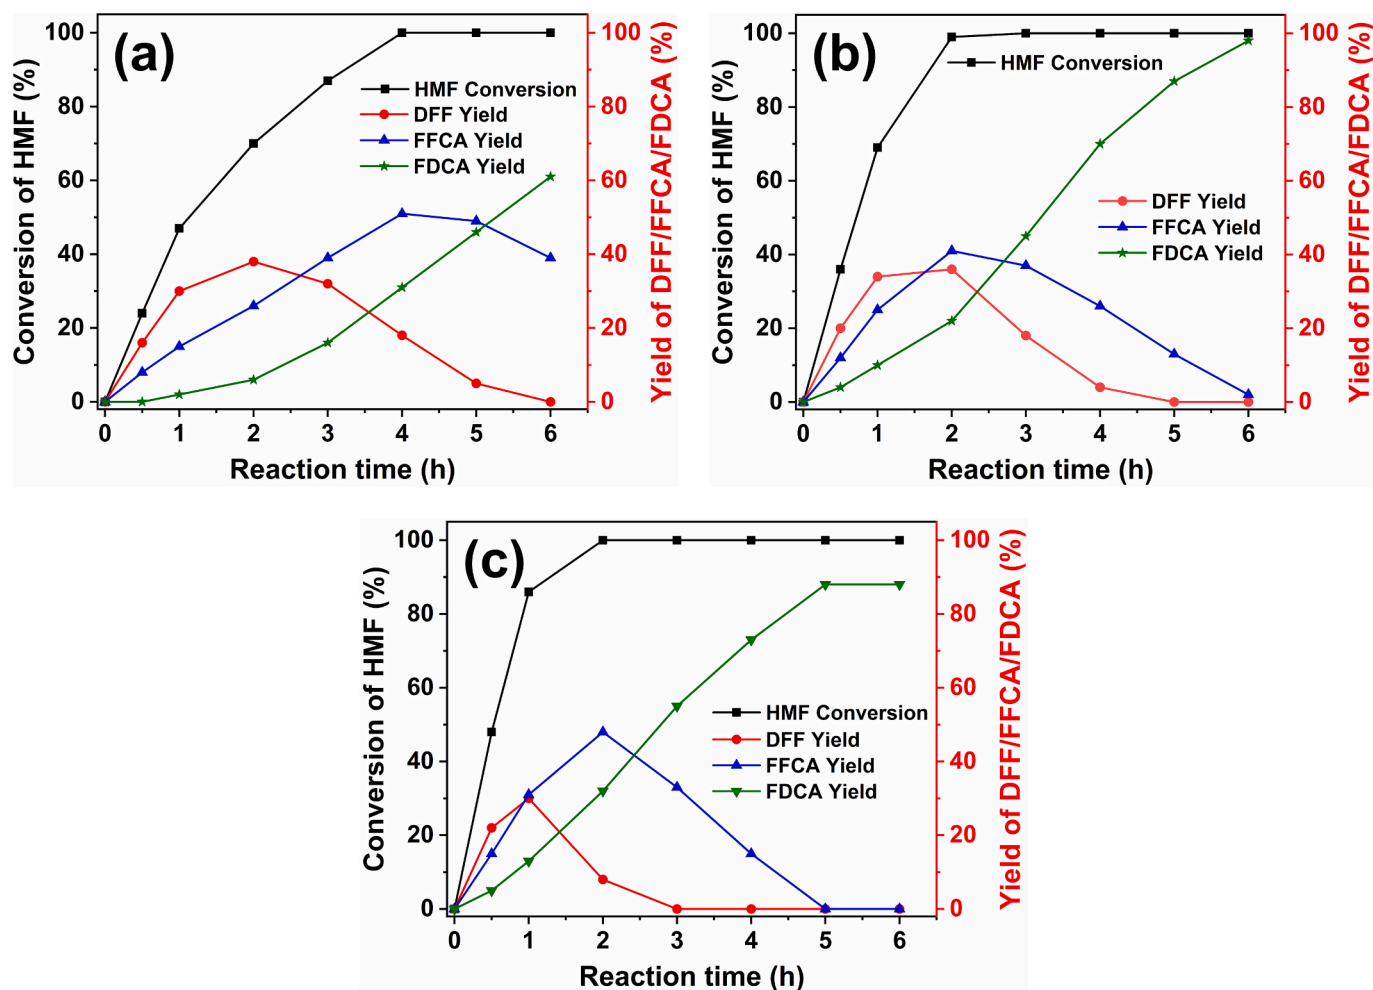 (a)
Conversion of HMF (%)
100
80
60
40
20
0
HMF Conversion
DFF Yield
FFCA Yield
FDCA Yield
100
80
60
40
20
0
Yield of DFF/FFCA/FDCA (%)
0 1 2 3 4 5 6
Reaction time (h)
(b)
Conversion of HMF (%)
100
80
60
40
20
0
HMF Conversion
DFF Yield
FFCA Yield
FDCA Yield
100
80
60
40
20
0
Yield of DFF/FFCA/FDCA (%)
0 1 2 3 4 5 6
Reaction time (h)
(c)
Conversion of HMF (%)
100
80
60
40
20
0
HMF Conversion
DFF Yield
FFCA Yield
FDCA Yield
100
80
60
40
20
0
Yield of DFF/FFCA/FDCA (%)
0 1 2 3 4 5 6
Reaction time (h)